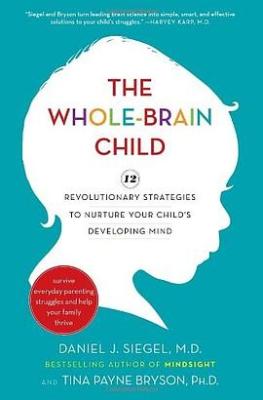 "Siegel and Bryson turn leading brain science into simple, smart, and effective
solutions to your child's struggles." —HARVEY KARP, M.D.
THE
WHOLE-BRAIN
CHILD
12
REVOLUTIONARY STRATEGIES
TO NURTURE YOUR CHILD'S
DEVELOPING MIND
survive
everyday parenting
struggles and help
your family
thrive
DANIEL J. SIEGEL, M.D.
BESTSELLING AUTHOR OF MINDSIGHT
AND TINA PAYNE BRYSON, PH.D.